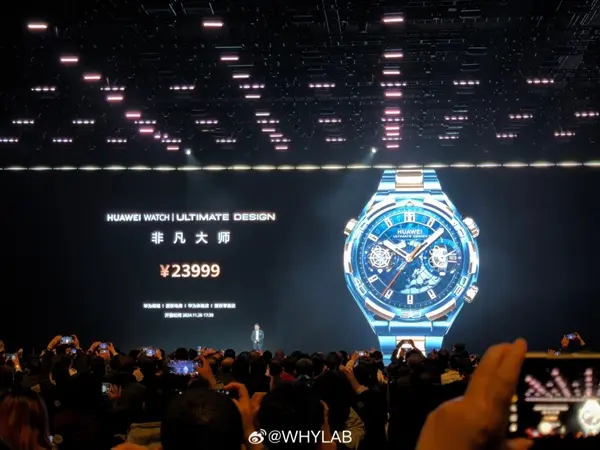 HUAWEI WATCH | ULTIMATE DESIGN
非凡大师
¥23999
HUAWEI
ULTIMATE DESIGN
@WHYLAB